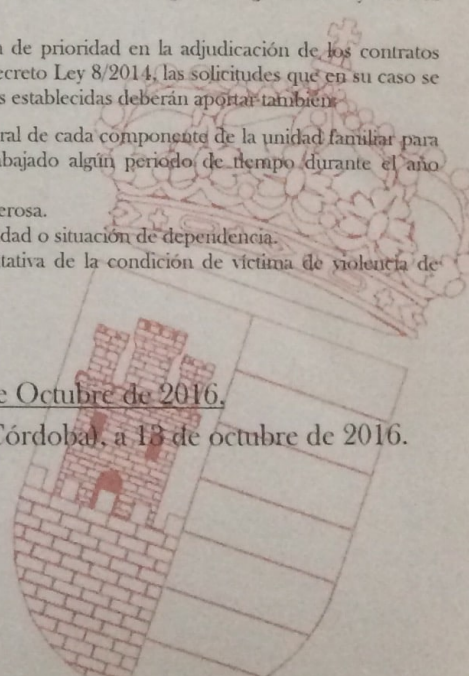 de prioridad en la adjudicación de los contratos
ecreto Ley 8/2014, las solicitudes que en su caso se
s establecidas deberán aportar también:
ral de cada componente de la unidad familiar para
abajado algún periodo de tiempo durante el año
erosa.
dad o situación de dependencia.
tativa de la condición de víctima de violencia de
e Octubre de 2016.
Córdoba), a 13 de octubre de 2016.